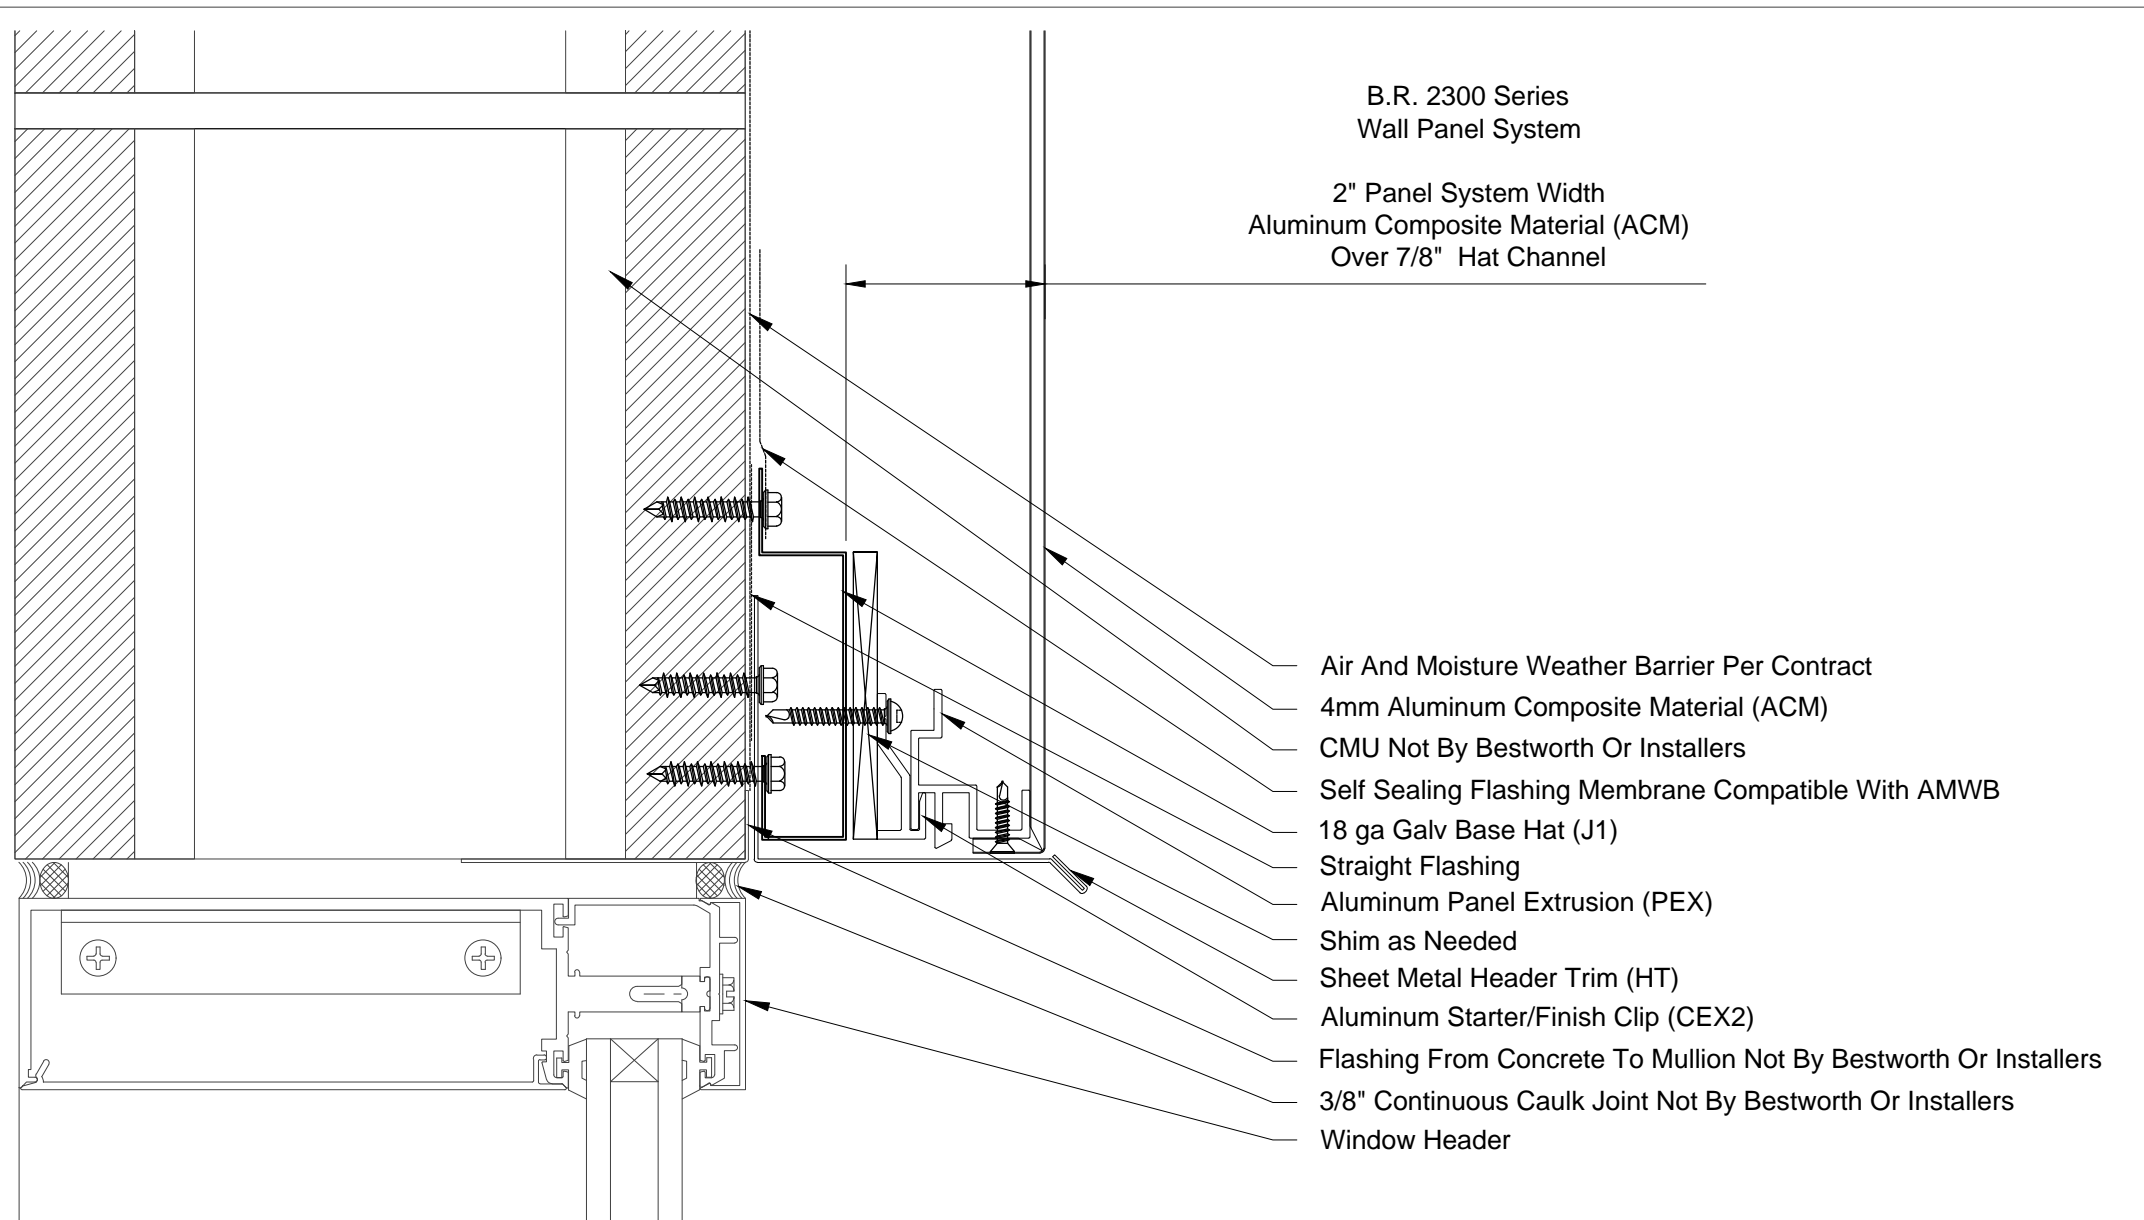 B.R. 2300 Series
Wall Panel System
2" Panel System Width
Aluminum Composite Material (ACM)
Over 7/8" Hat Channel
Air And Moisture Weather Barrier Per Contract
4mm Aluminum Composite Material (ACM)
CMU Not By Bestworth Or Installers
Self Sealing Flashing Membrane Compatible With AMWB
18 ga Galv Base Hat (J1)
Straight Flashing
Aluminum Panel Extrusion (PEX)
Shim as Needed
Sheet Metal Header Trim (HT)
Aluminum Starter/Finish Clip (CEX2)
Flashing From Concrete To Mullion Not By Bestworth Or Installers
3/8" Continuous Caulk Joint Not By Bestworth Or Installers
Window Header